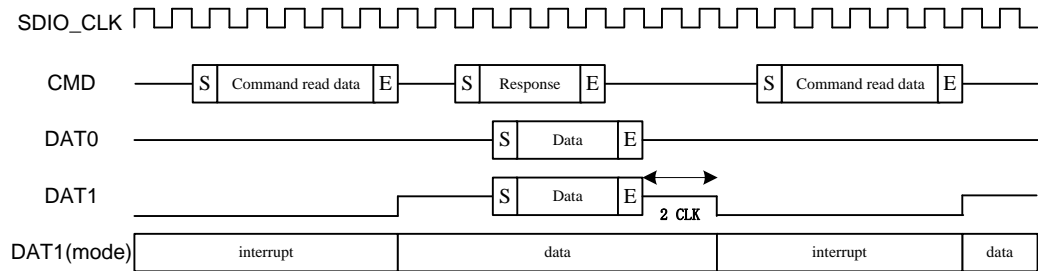 SDIO_CLK
CMD S Command read data E S Response E S Command read data E
DAT0 S Data E
DAT1 S Data E
2 CLK
DAT1(mode) interrupt data interrupt data